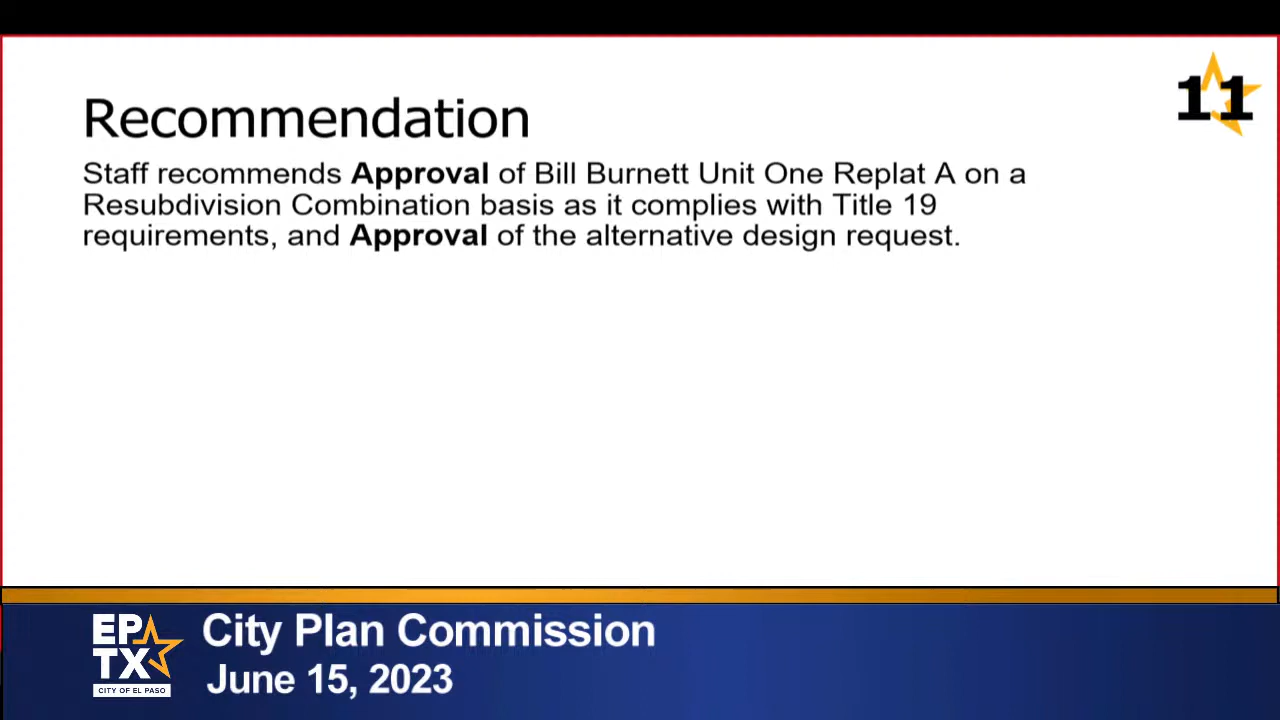 11
Recommendation
Staff recommends Approval of Bill Burnett Unit One Replat A on a
Resubdivision Combination basis as it complies with Title 19
requirements, and Approval of the alternative design request.
EP
TX
CITY OF EL PASO
City Plan Commission
June 15, 2023